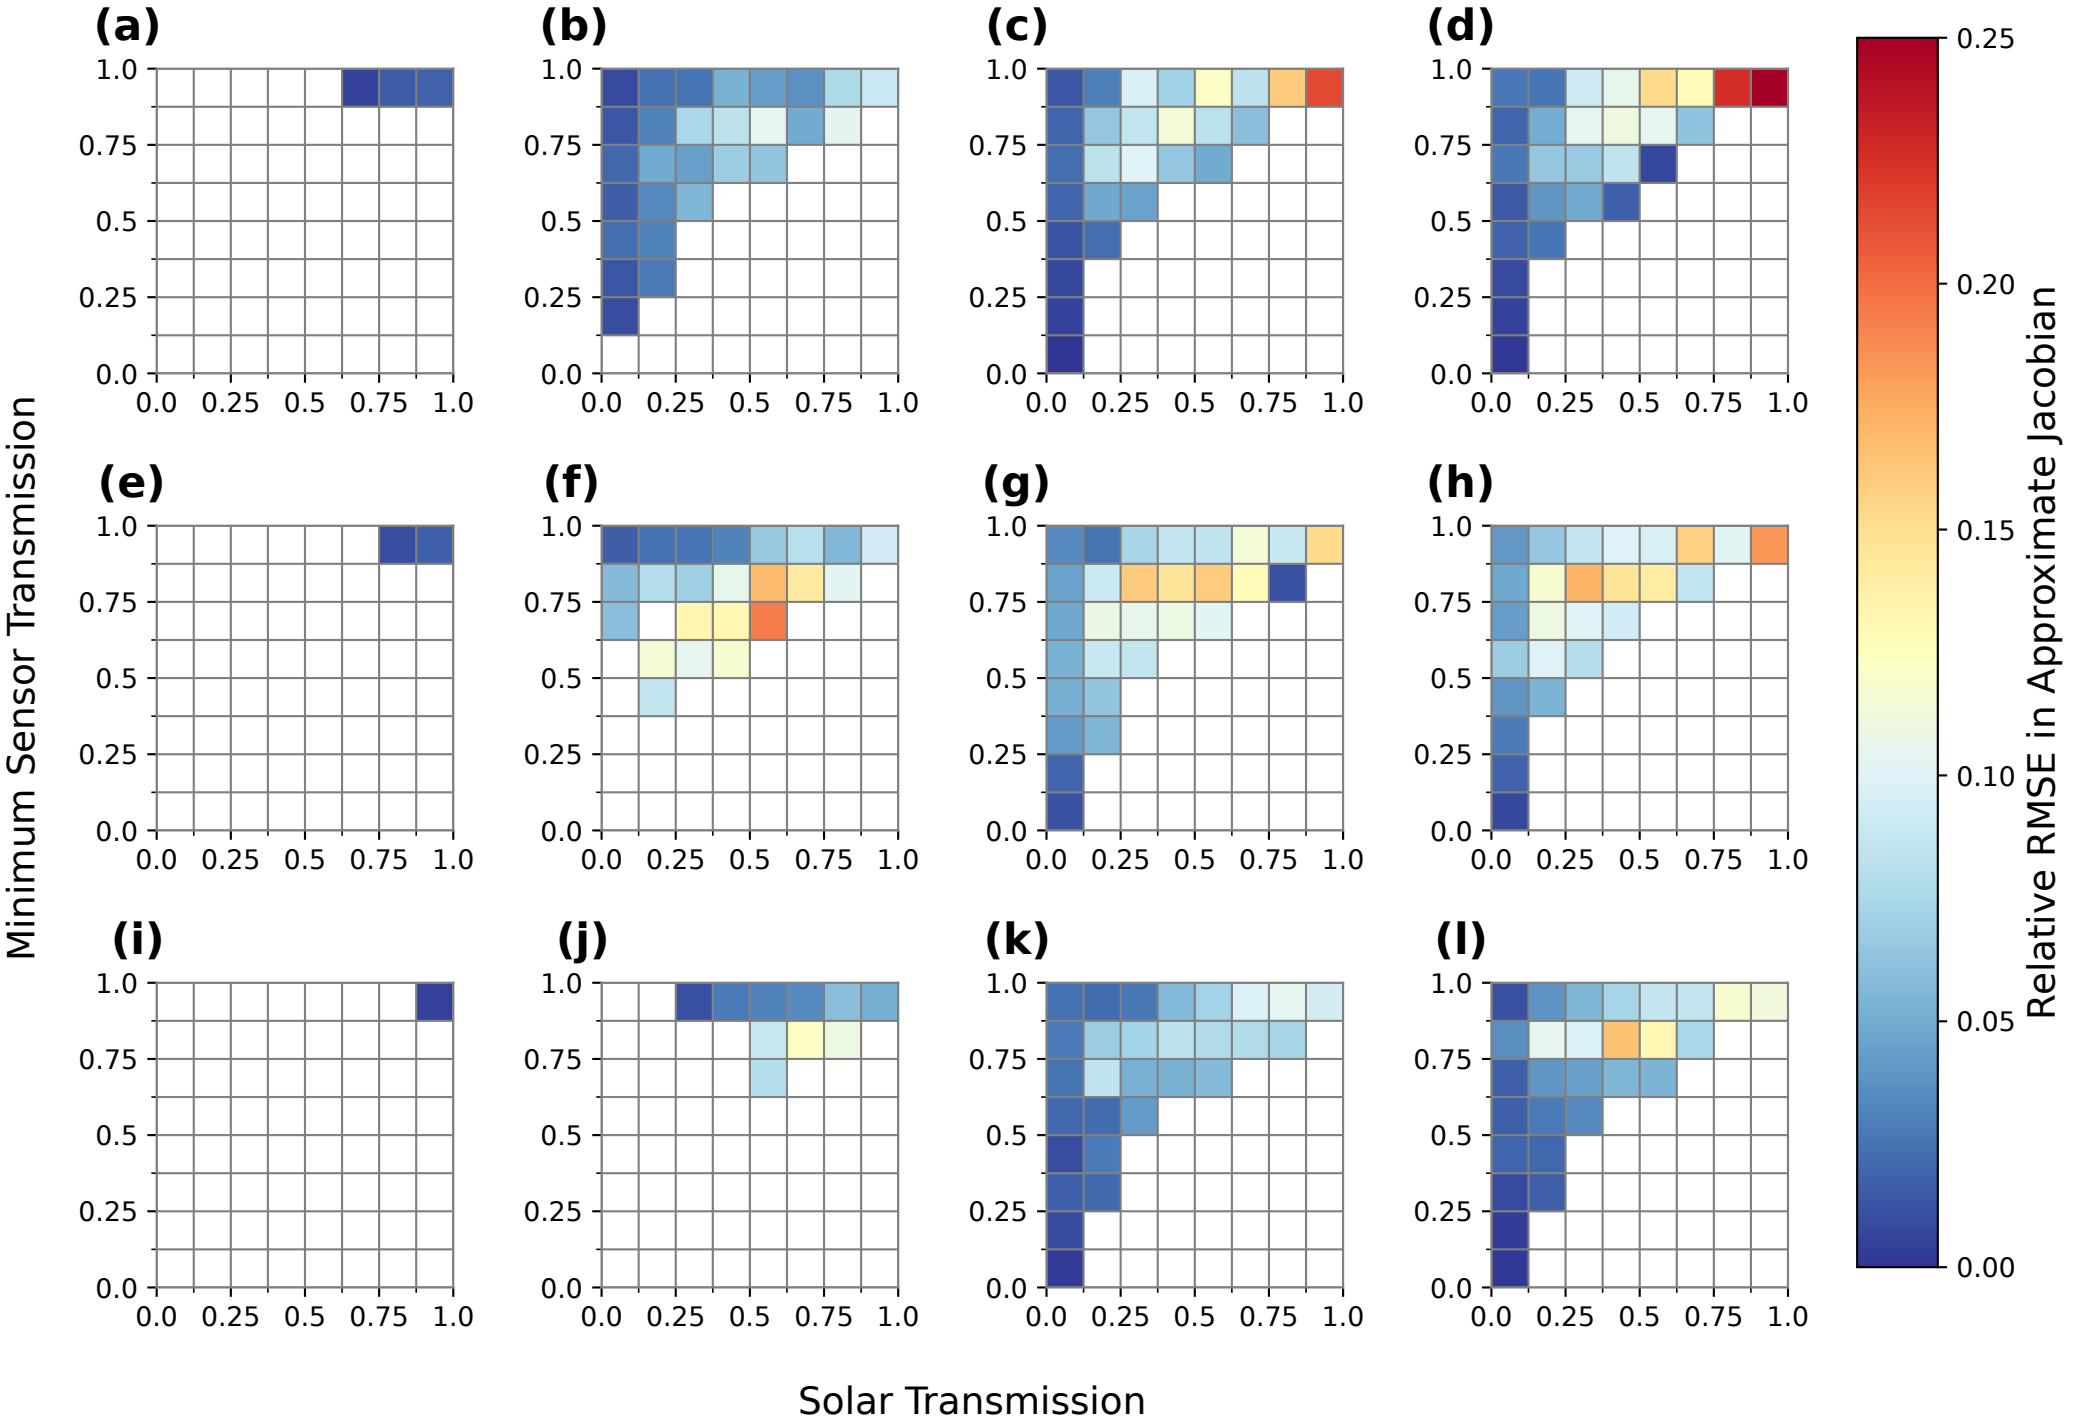 (a) (b) (c) (d)
1.0 1.0 1.0 1.0 0.25
0.75 0.75 0.75 0.75
0.5 0.5 0.5 0.5
0.25 0.25 0.25 0.25 0.20
0.0 0.0 0.0 0.0
0.0 0.25 0.5 0.75 1.0 0.0 0.25 0.5 0.75 1.0 0.0 0.25 0.5 0.75 1.0 0.0 0.25 0.5 0.75 1.0
(e) (f) (g) (h)
1.0 1.0 1.0 1.0 0.15
0.75 0.75 0.75 0.75
0.5 0.5 0.5 0.5
0.25 0.25 0.25 0.25 0.10
0.0 0.0 0.0 0.0
0.0 0.25 0.5 0.75 1.0 0.0 0.25 0.5 0.75 1.0 0.0 0.25 0.5 0.75 1.0 0.0 0.25 0.5 0.75 1.0
(i) (j) (k) (l)
1.0 1.0 1.0 1.0 0.05
0.75 0.75 0.75 0.75
0.5 0.5 0.5 0.5
0.25 0.25 0.25 0.25
0.0 0.0 0.0 0.0 0.00
0.0 0.25 0.5 0.75 1.0 0.0 0.25 0.5 0.75 1.0 0.0 0.25 0.5 0.75 1.0 0.0 0.25 0.5 0.75 1.0
Minimum Sensor Transmission
Solar Transmission
Relative RMSE in Approximate Jacobian